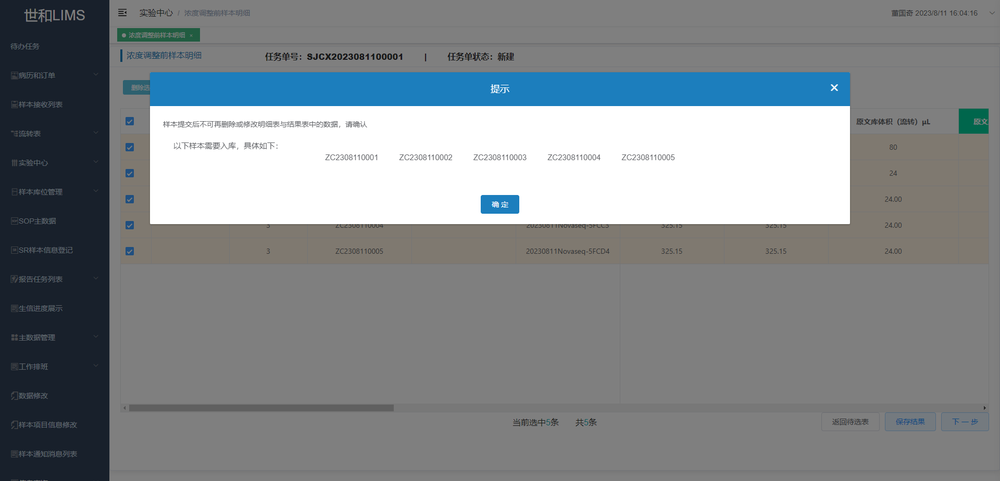 世和LIMS
待办任务
病历和订单
样本接收列表
流转表
实验中心
样本库位管理
SOP主数据
SR样本信息登记
报告任务列表
生信进度展示
主数据管理
工作排班
数据修改
样本项目信息修改
样本通知消息列表
实验中心 / 浓度调整前样本明细
董国奇 2023/8/11 16:04:16
浓度调整前样本明细 ×
浓度调整前样本明细 任务单号：SJCX2023081100001 | 任务单状态：新建
删除选
提示
样本提交后不可再删除或修改明细表与结果表中的数据，请确认
以下样本需要入库，具体如下：
ZC2308110001 ZC2308110002 ZC2308110003 ZC2308110004 ZC2308110005
确 定
原文库体积（流转）μL 原文
80
24
24.00
3 ZC2308110004 20230811Novaseq-5FCC3 325.15 325.15 24.00
3 ZC2308110005 20230811Novaseq-5FCD4 325.15 325.15 24.00
当前选中5条 共5条
返回待选表 保存结果 下 一 步